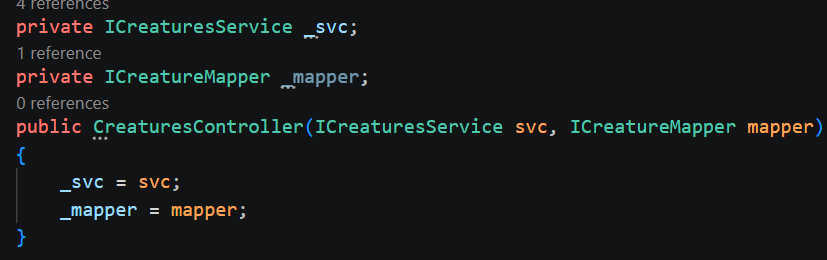 4 references
private ICreaturesService _svc;
1 reference
private ICreatureMapper _mapper;
0 references
public CreaturesController(ICreaturesService svc, ICreatureMapper mapper)
{
_svc = svc;
_mapper = mapper;
}